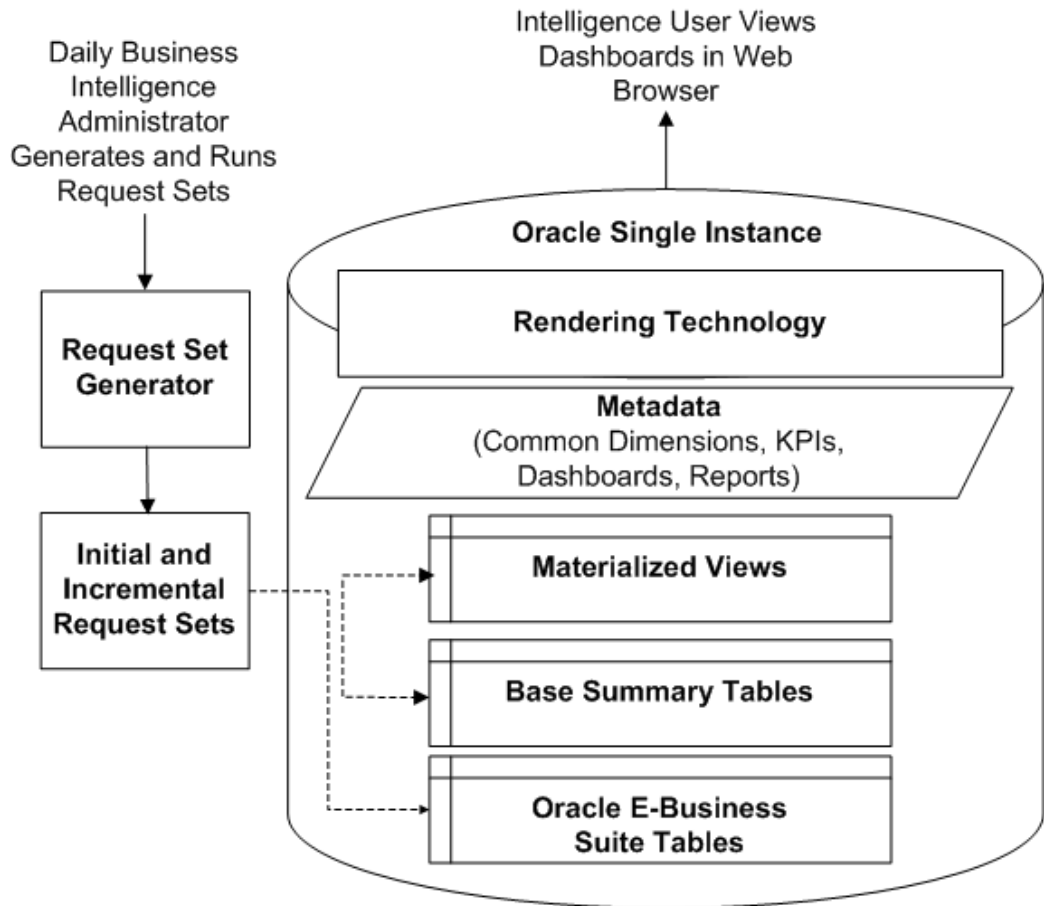 Daily Business
Intelligence
Administrator
Generates and Runs
Request Sets
Intelligence User Views
Dashboards in Web
Browser
Oracle Single Instance
Rendering Technology
Request Set
Generator
Metadata
(Common Dimensions, KPIs,
Dashboards, Reports)
Initial and
Incremental
Request Sets
Materialized Views
Base Summary Tables
Oracle E-Business
Suite Tables